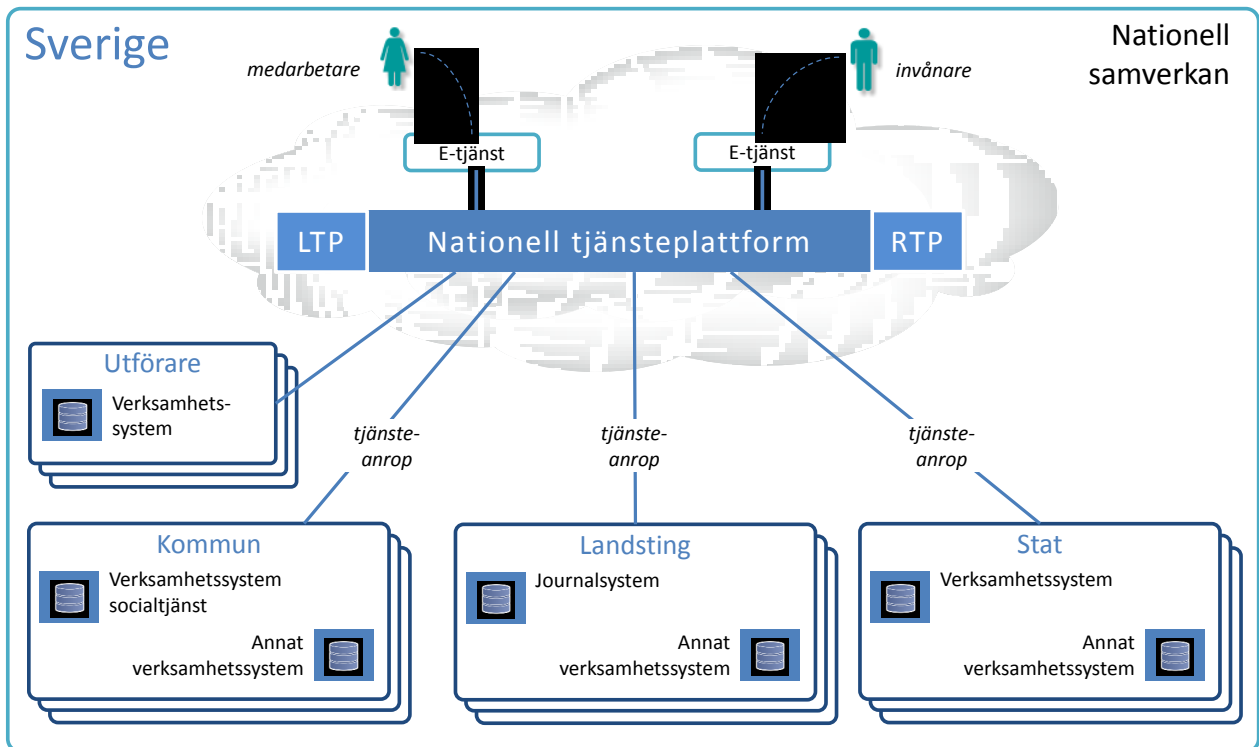 Sverige
Nationell
samverkan
medarbetare
invånare
E-tjänst
E-tjänst
LTP
Nationell tjänsteplattform
RTP
Utförare
Verksamhets-
system
tjänste-
anrop
tjänste-
anrop
tjänste-
anrop
Kommun
Verksamhetssystem
socialtjänst
Annat
verksamhetssystem
Landsting
Journalsystem
Annat
verksamhetssystem
Stat
Verksamhetssystem
Annat
verksamhetssystem